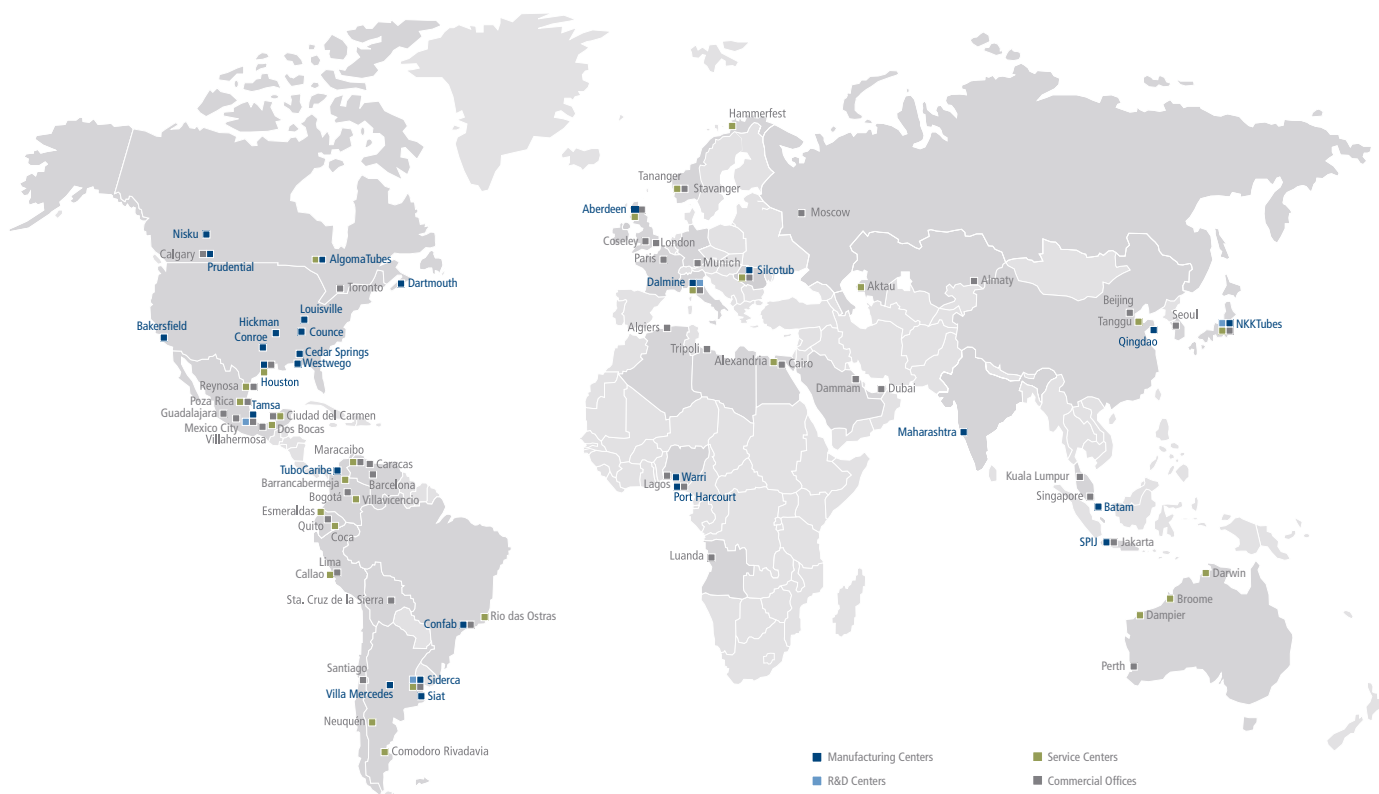 Hammerfest
Tananger
Stavanger
Aberdeen
Moscow
Nisku
Coseley
London
Calgary
Prudential
AlgomaTubes
Paris
Munich
Silcotub
Dartmouth
Toronto
Dalmine
Aktau
Almaty
Louisville
Beijing
Tanggu
Seoul
NKKTubes
Qingdao
Bakersfield
Hickman
Counce
Conroe
Algiers
Cedar Springs
Westwego
Tripoli
Alexandria
Cairo
Houston
Reynosa
Dammam
Dubai
Poza Rica
Tamsa
Guadalajara
Ciudad del Carmen
Mexico City
Dos Bocas
Villahermosa
Maharashtra
Maracaibo
Caracas
TuboCaribe
Barrancabermeja
Barcelona
Bogotá
Villavicencio
Warri
Lagos
Port Harcourt
Kuala Lumpur
Singapore
Batam
Esmeraldas
Quito
Coca
SPIJ
Jakarta
Luanda
Lima
Callao
Darwin
Sta. Cruz de la Sierra
Broome
Rio das Ostras
Dampier
Confab
Santiago
Perth
Siderca
Villa Mercedes
Siat
Neuquén
Comodoro Rivadavia
Manufacturing Centers
Service Centers
R&D Centers
Commercial Offices